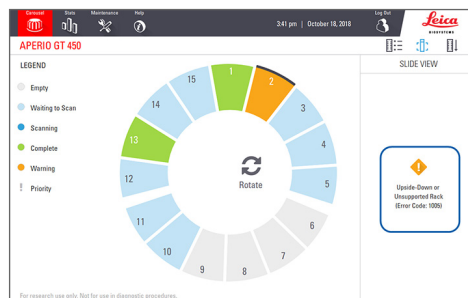 Carousel Stats Maintenance Help
3:41 pm | October 18, 2018
Log Out
Leica
BIOSYSTEMS
APERIO GT 450
LEGEND
Empty
Waiting to Scan
Scanning
Complete
Warning
! Priority
1
2
3
4
5
6
7
8
9
10
11
12
13
14
15
Rotate
SLIDE VIEW
!
Upside-Down or
Unsupported Rack
(Error Code: 1005)
For research use only. Not for use in diagnostic procedures.